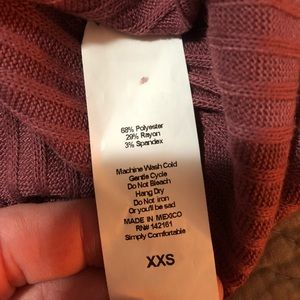 68% Polyester
29% Rayon
3% Spandex
Machine Wash Cold
Gentle Cycle
Do Not Bleach
Hang Dry
Do Not iron
Or you'll be sad
MADE IN MEXICO
RN# 142161
Simply Comfortable
XXS